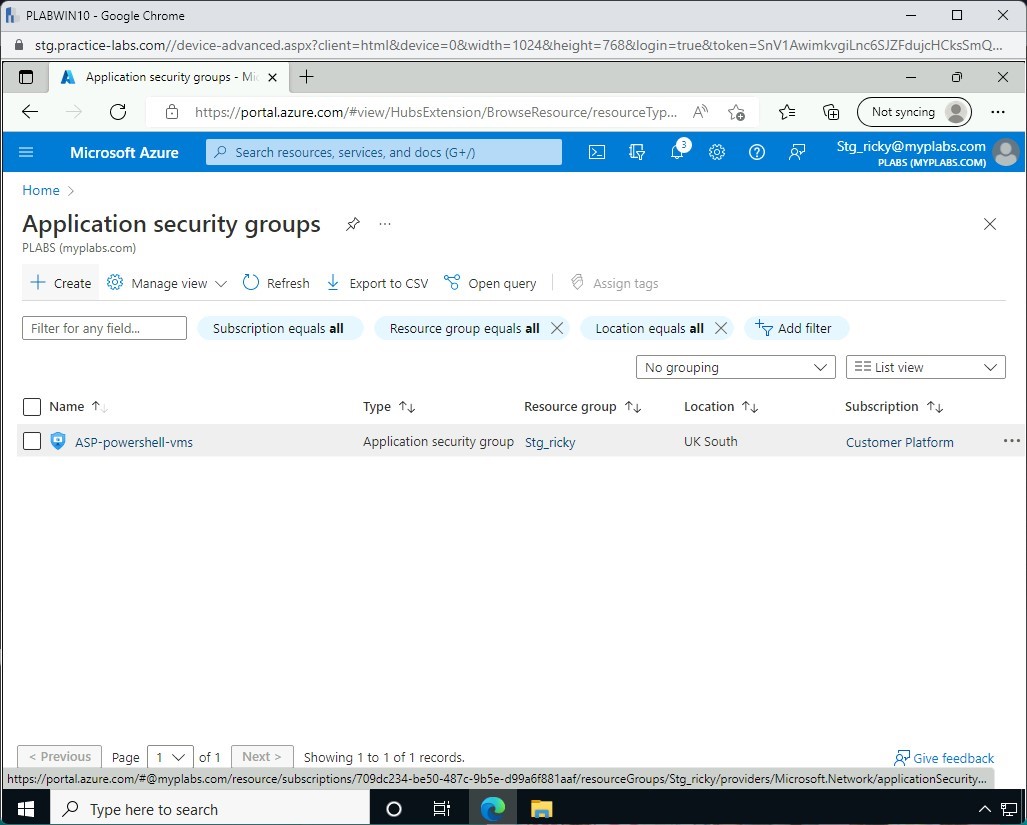 PLABWIN10 - Google Chrome
stg.practice-labs.com//device-advanced.aspx?client=html&device=0&width=1024&height=768&login=true&token=SnV1AwimkvgiLnc6SJZFdujcHCksSmQ...
Application security groups - Mi
https://portal.azure.com/#view/HubsExtension/BrowseResource/resourceTyp... Not syncing
Microsoft Azure Search resources, services, and docs (G+/) 3 Stg_ricky@myplabs.com
PLABS (MYPLABS.COM)
Home >
Application security groups ...
PLABS (myplabs.com)
+ Create Manage view Refresh Export to CSV Open query Assign tags
Filter for any field... Subscription equals all Resource group equals all Location equals all Add filter
No grouping List view
Name Type Resource group Location Subscription
ASP-powershell-vms Application security group Stg_ricky UK South Customer Platform ...
< Previous Page 1 of 1 Next > Showing 1 to 1 of 1 records. Give feedback
https://portal.azure.com/#@myplabs.com/resource/subscriptions/709dc234-be50-487c-9b5e-d99a6f881aaf/resourceGroups/Stg_ricky/providers/Microsoft.Network/applicationSecurity...
Type here to search